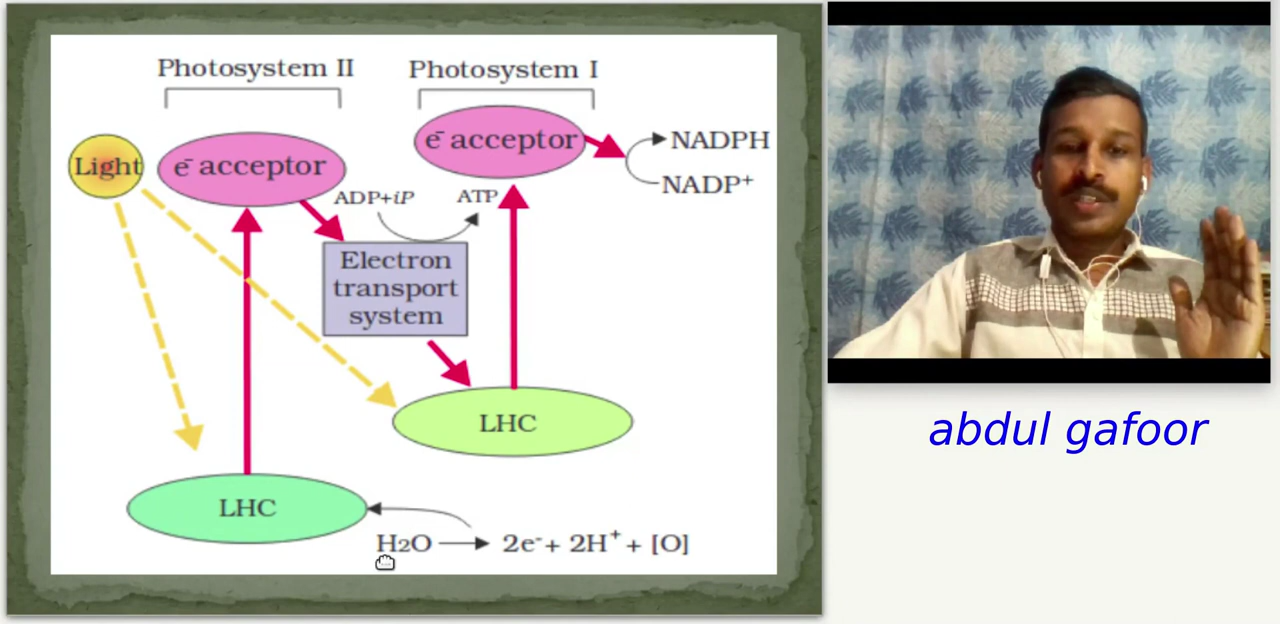 Photosystem II
Photosystem I
Light
e⁻ acceptor
e⁻ acceptor
NADPH
NADP⁺
ADP+iP
ATP
Electron
transport
system
LHC
LHC
H₂O → 2e⁻ + 2H⁺ + [O]
abdul gafoor